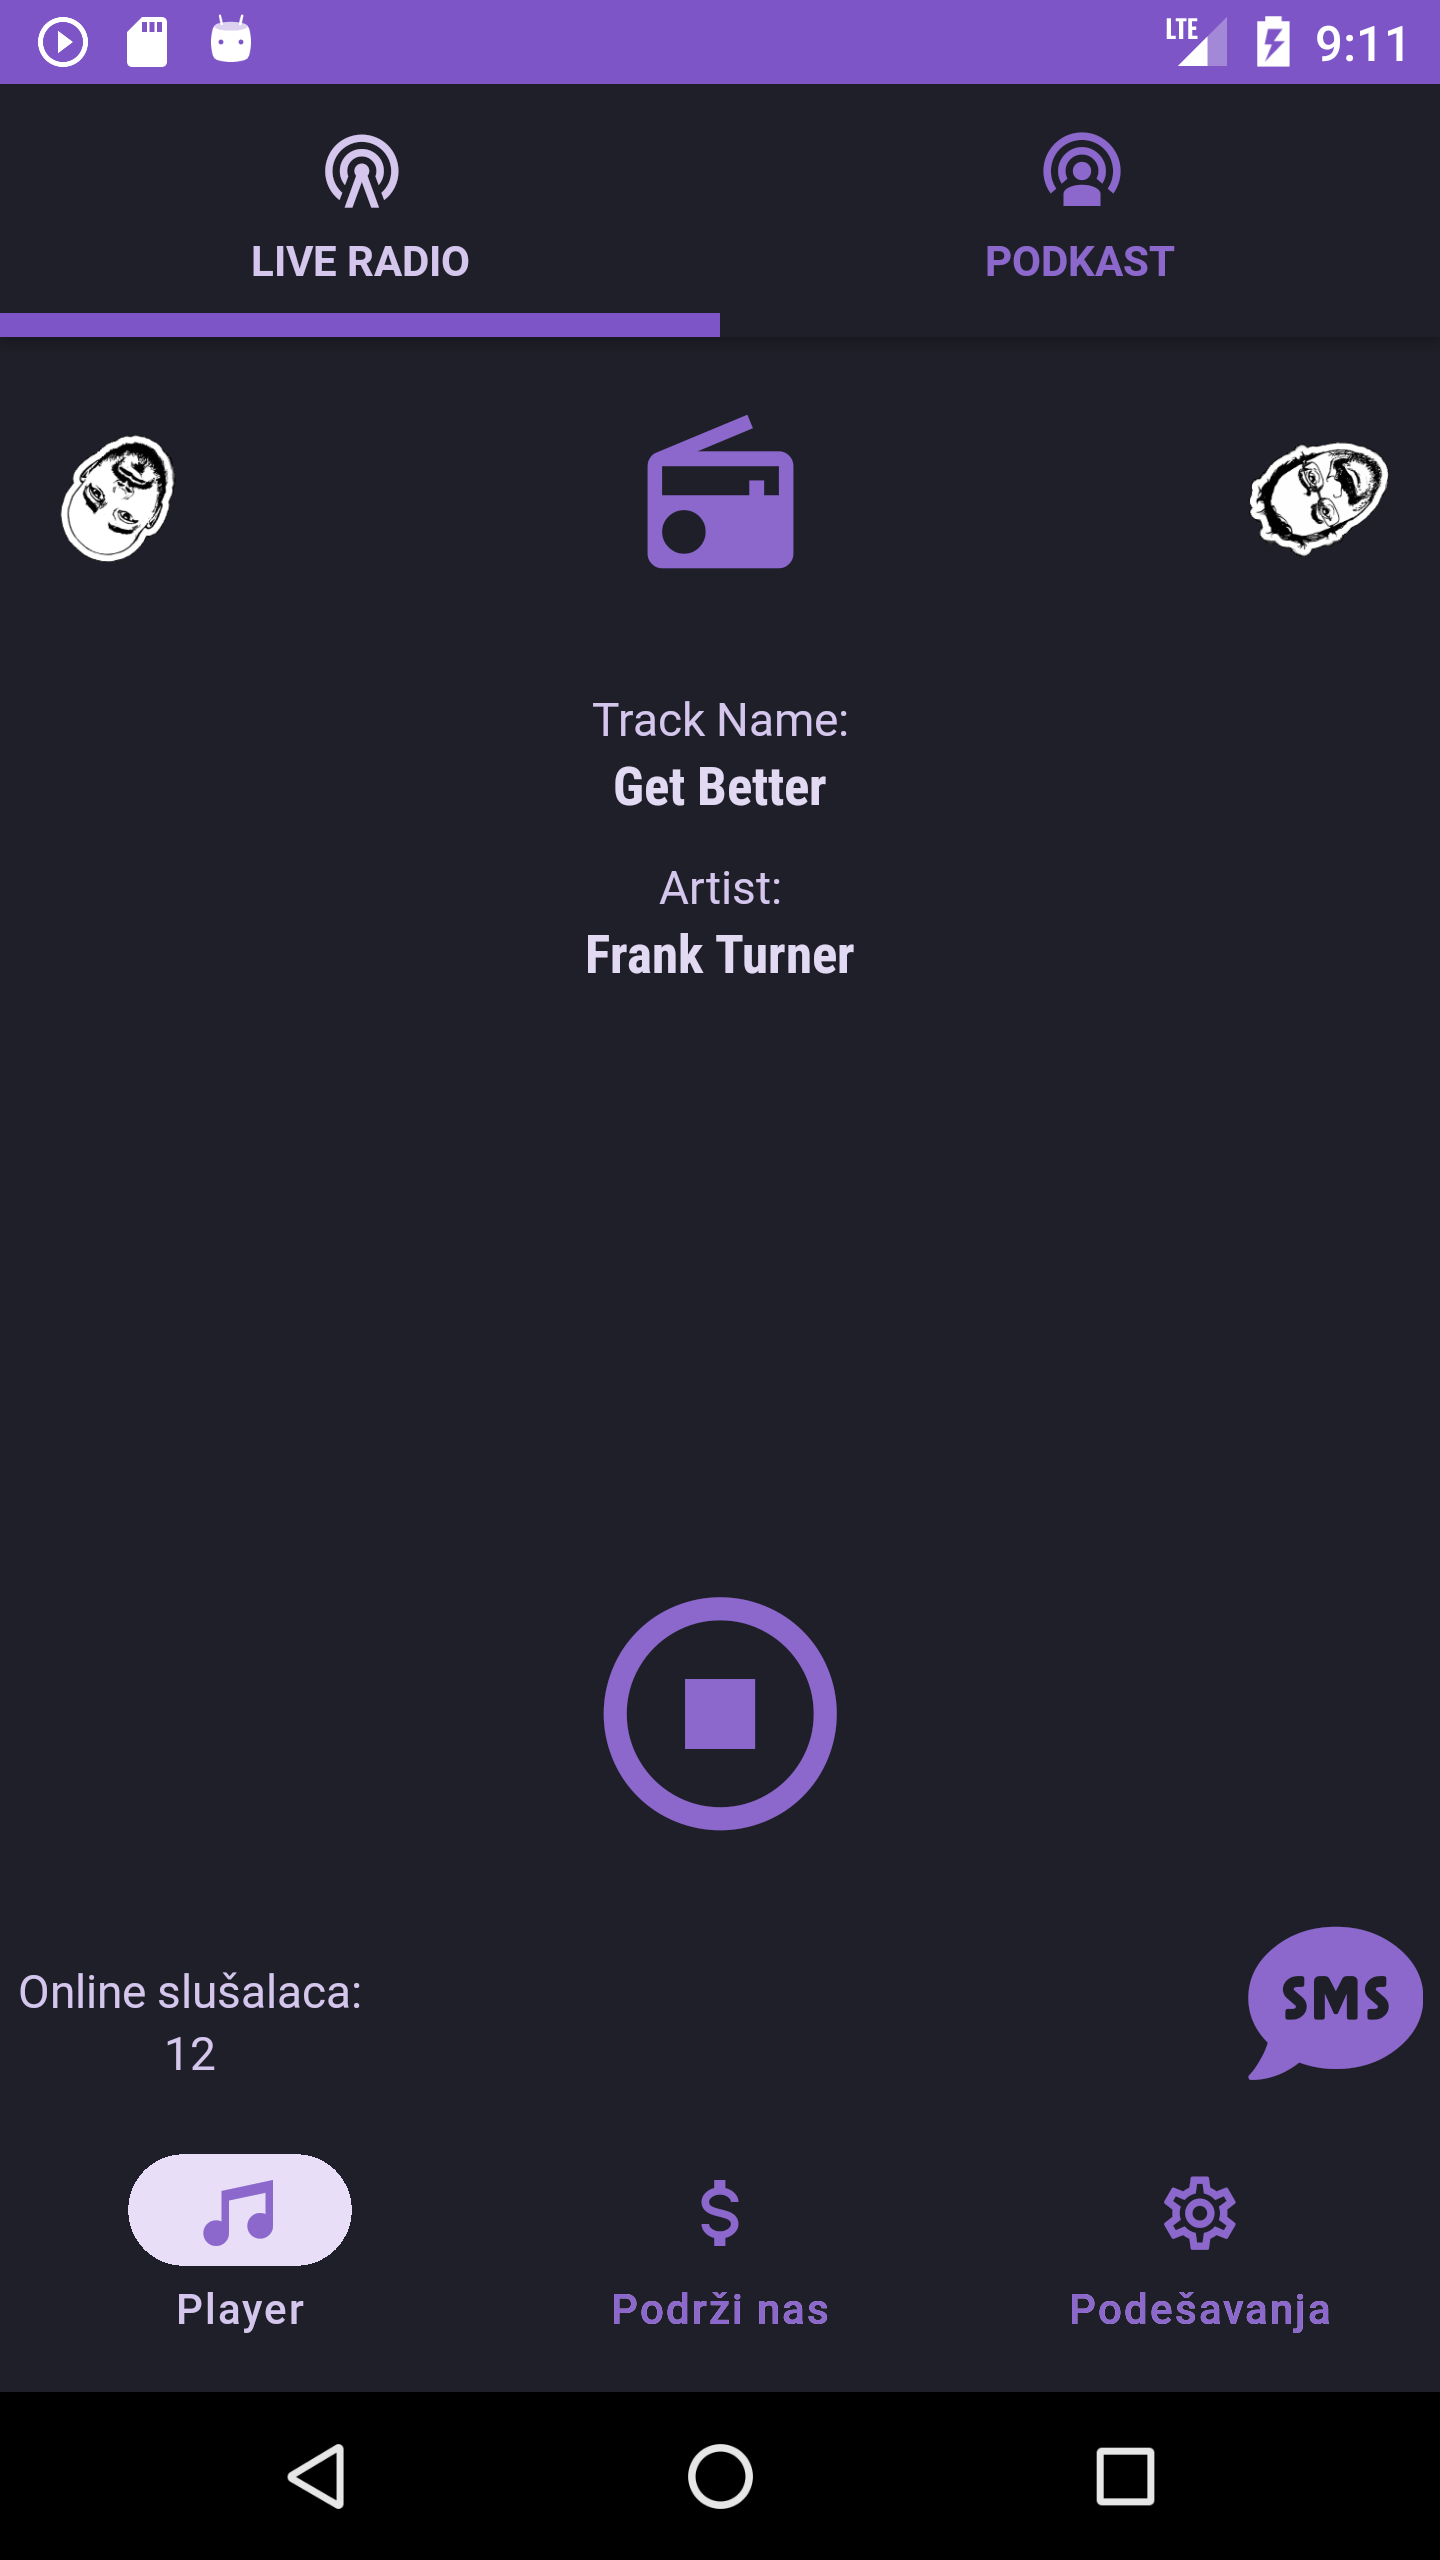 LTE 9:11
LIVE RADIO
PODKAST
Track Name:
Get Better
Artist:
Frank Turner
Online slušalaca:
12
SMS
Player
Podrži nas
Podešavanja